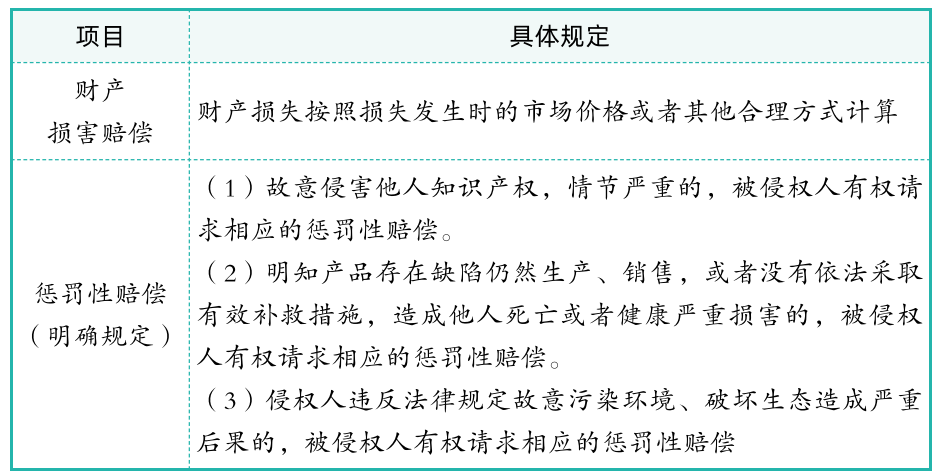 项目
具体规定
财产
损害赔偿
财产损失按照损失发生时的市场价格或者其他合理方式计算
惩罚性赔偿
（明确规定）
（1）故意侵害他人知识产权，情节严重的，被侵权人有权请
求相应的惩罚性赔偿。
（2）明知产品存在缺陷仍然生产、销售，或者没有依法采取
有效补救措施，造成他人死亡或者健康严重损害的，被侵权
人有权请求相应的惩罚性赔偿。
（3）侵权人违反法律规定故意污染环境、破坏生态造成严重
后果的，被侵权人有权请求相应的惩罚性赔偿